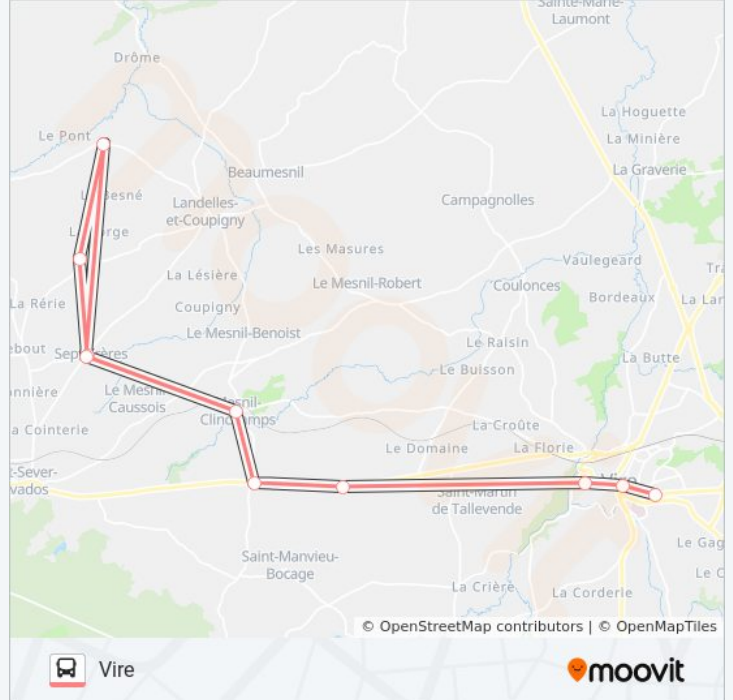 Sainte-Marie-
Laumont
Drôme
La Hoguette
Le Pont
La Minière
La Graverie
Beaumesnil
Landelles-
et-Coupigny
Campagnolles
Les Masures
Vaulegeard
La Lésière
Le Mesnil-Robert
Coulonces
Bordeaux
La Rérie
Coupigny
Le Mesnil-Benoist
Le Raisin
La Butte
Le Buisson
Le Mesnil-
Caussois
La Croûte
Le Domaine
La Florie
Vire
Saint-Martin
de Tallevende
Saint-Manvieu-
Bocage
La Crière
La Corderie
© OpenStreetMap contributors | © OpenMapTiles
Vire
moovit